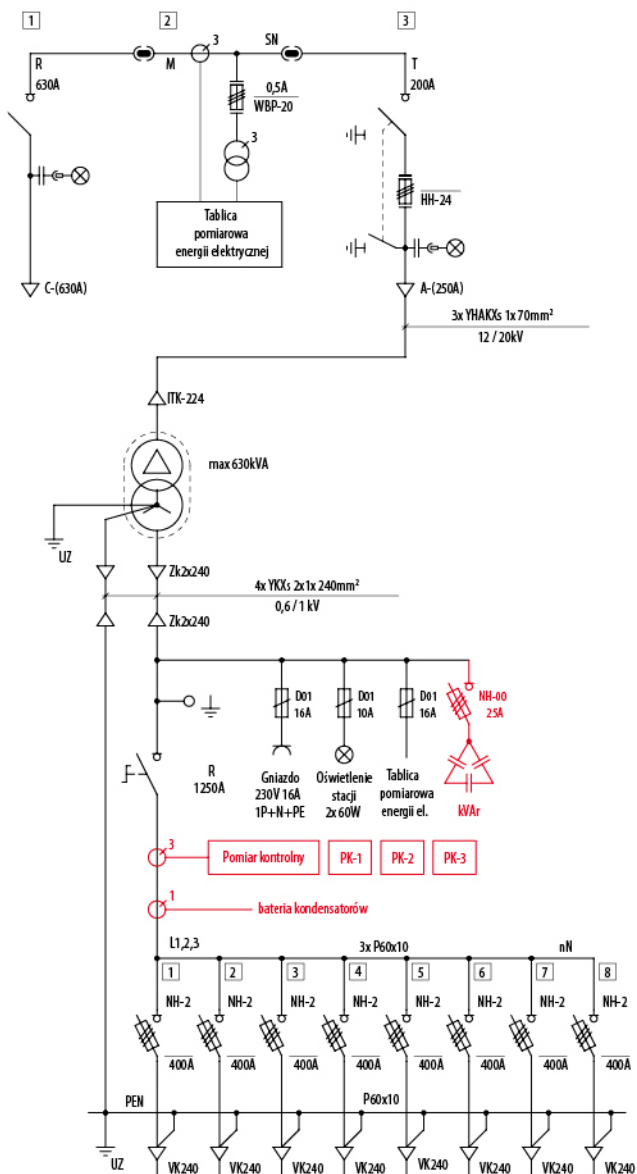 1
2
3
R
630A
M
3
SN
T
200A
0,5A
WBP-20
3
HH-24
Tablica
pomiarowa
energii elektrycznej
C-(630A)
A-(250A)
3x YHAKXs 1x 70mm²
12 / 20kV
ITK-224
max 630kVA
UZ
Zk2x240
4x YKXs 2x1x 240mm²
0,6 / 1 kV
Zk2x240
D01
16A
D01
10A
D01
16A
NH-00
25A
R
1250A
Gniazdo
230V 16A
1P+N+PE
Oświetlenie
stacji
2x 60W
Tablica
pomiarowa
energii el.
kVAr
3
Pomiar kontrolny
PK-1
PK-2
PK-3
1
bateria kondensatorów
L1,2,3
3x P60x10
nN
1
2
3
4
5
6
7
8
NH-2
NH-2
NH-2
NH-2
NH-2
NH-2
NH-2
NH-2
400A
400A
400A
400A
400A
400A
400A
400A
PEN
P60x10
UZ
VK240
VK240
VK240
VK240
VK240
VK240
VK240
VK240